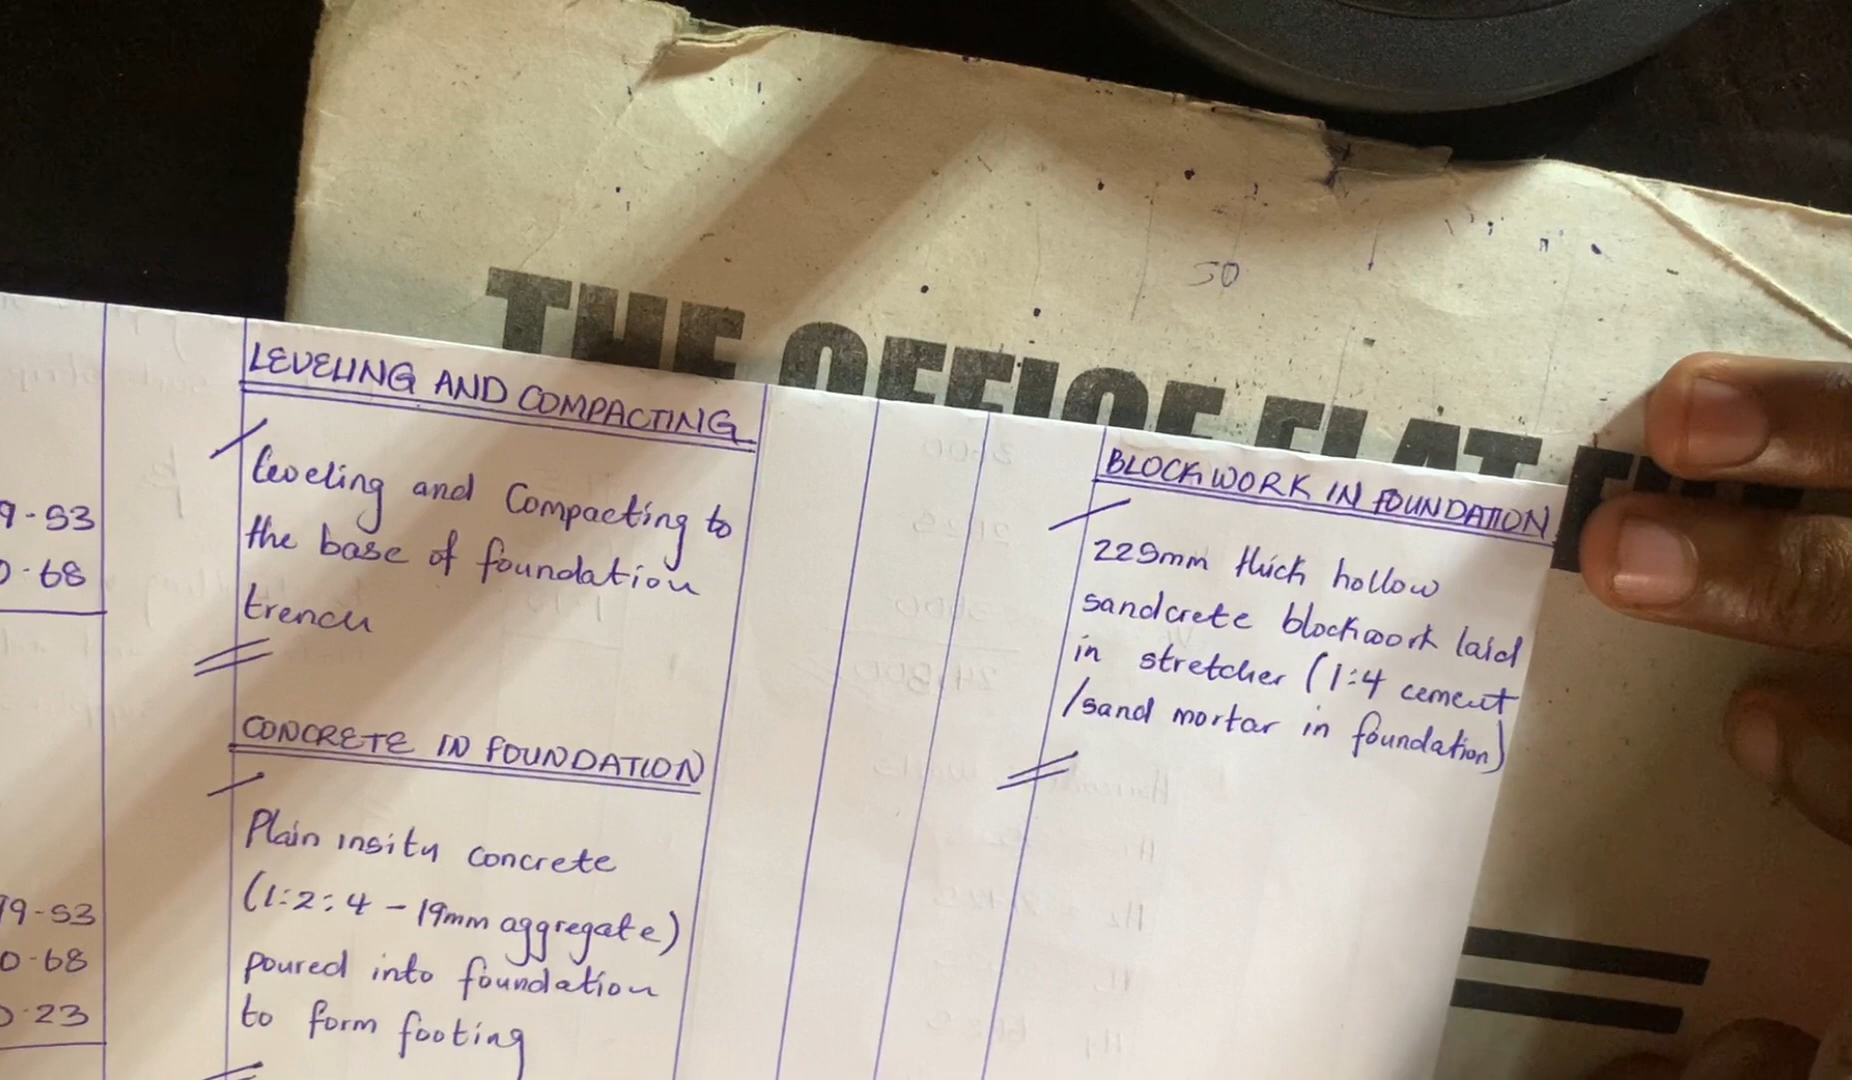 50
THE OFFICE FLAT
9-53
0.68
79-53
0.68
0.23
LEVELING AND COMPACTING
leveling and Compacting to
the base of foundation
trench
CONCRETE IN FOUNDATION
Plain insitu concrete
(1:2:4 - 19mm aggregate)
poured into foundation
to form footing
BLOCKWORK IN FOUNDATION
229mm thick hollow
sandcrete blockwork laid
in stretcher (1:4 cement
/sand mortar in foundation)